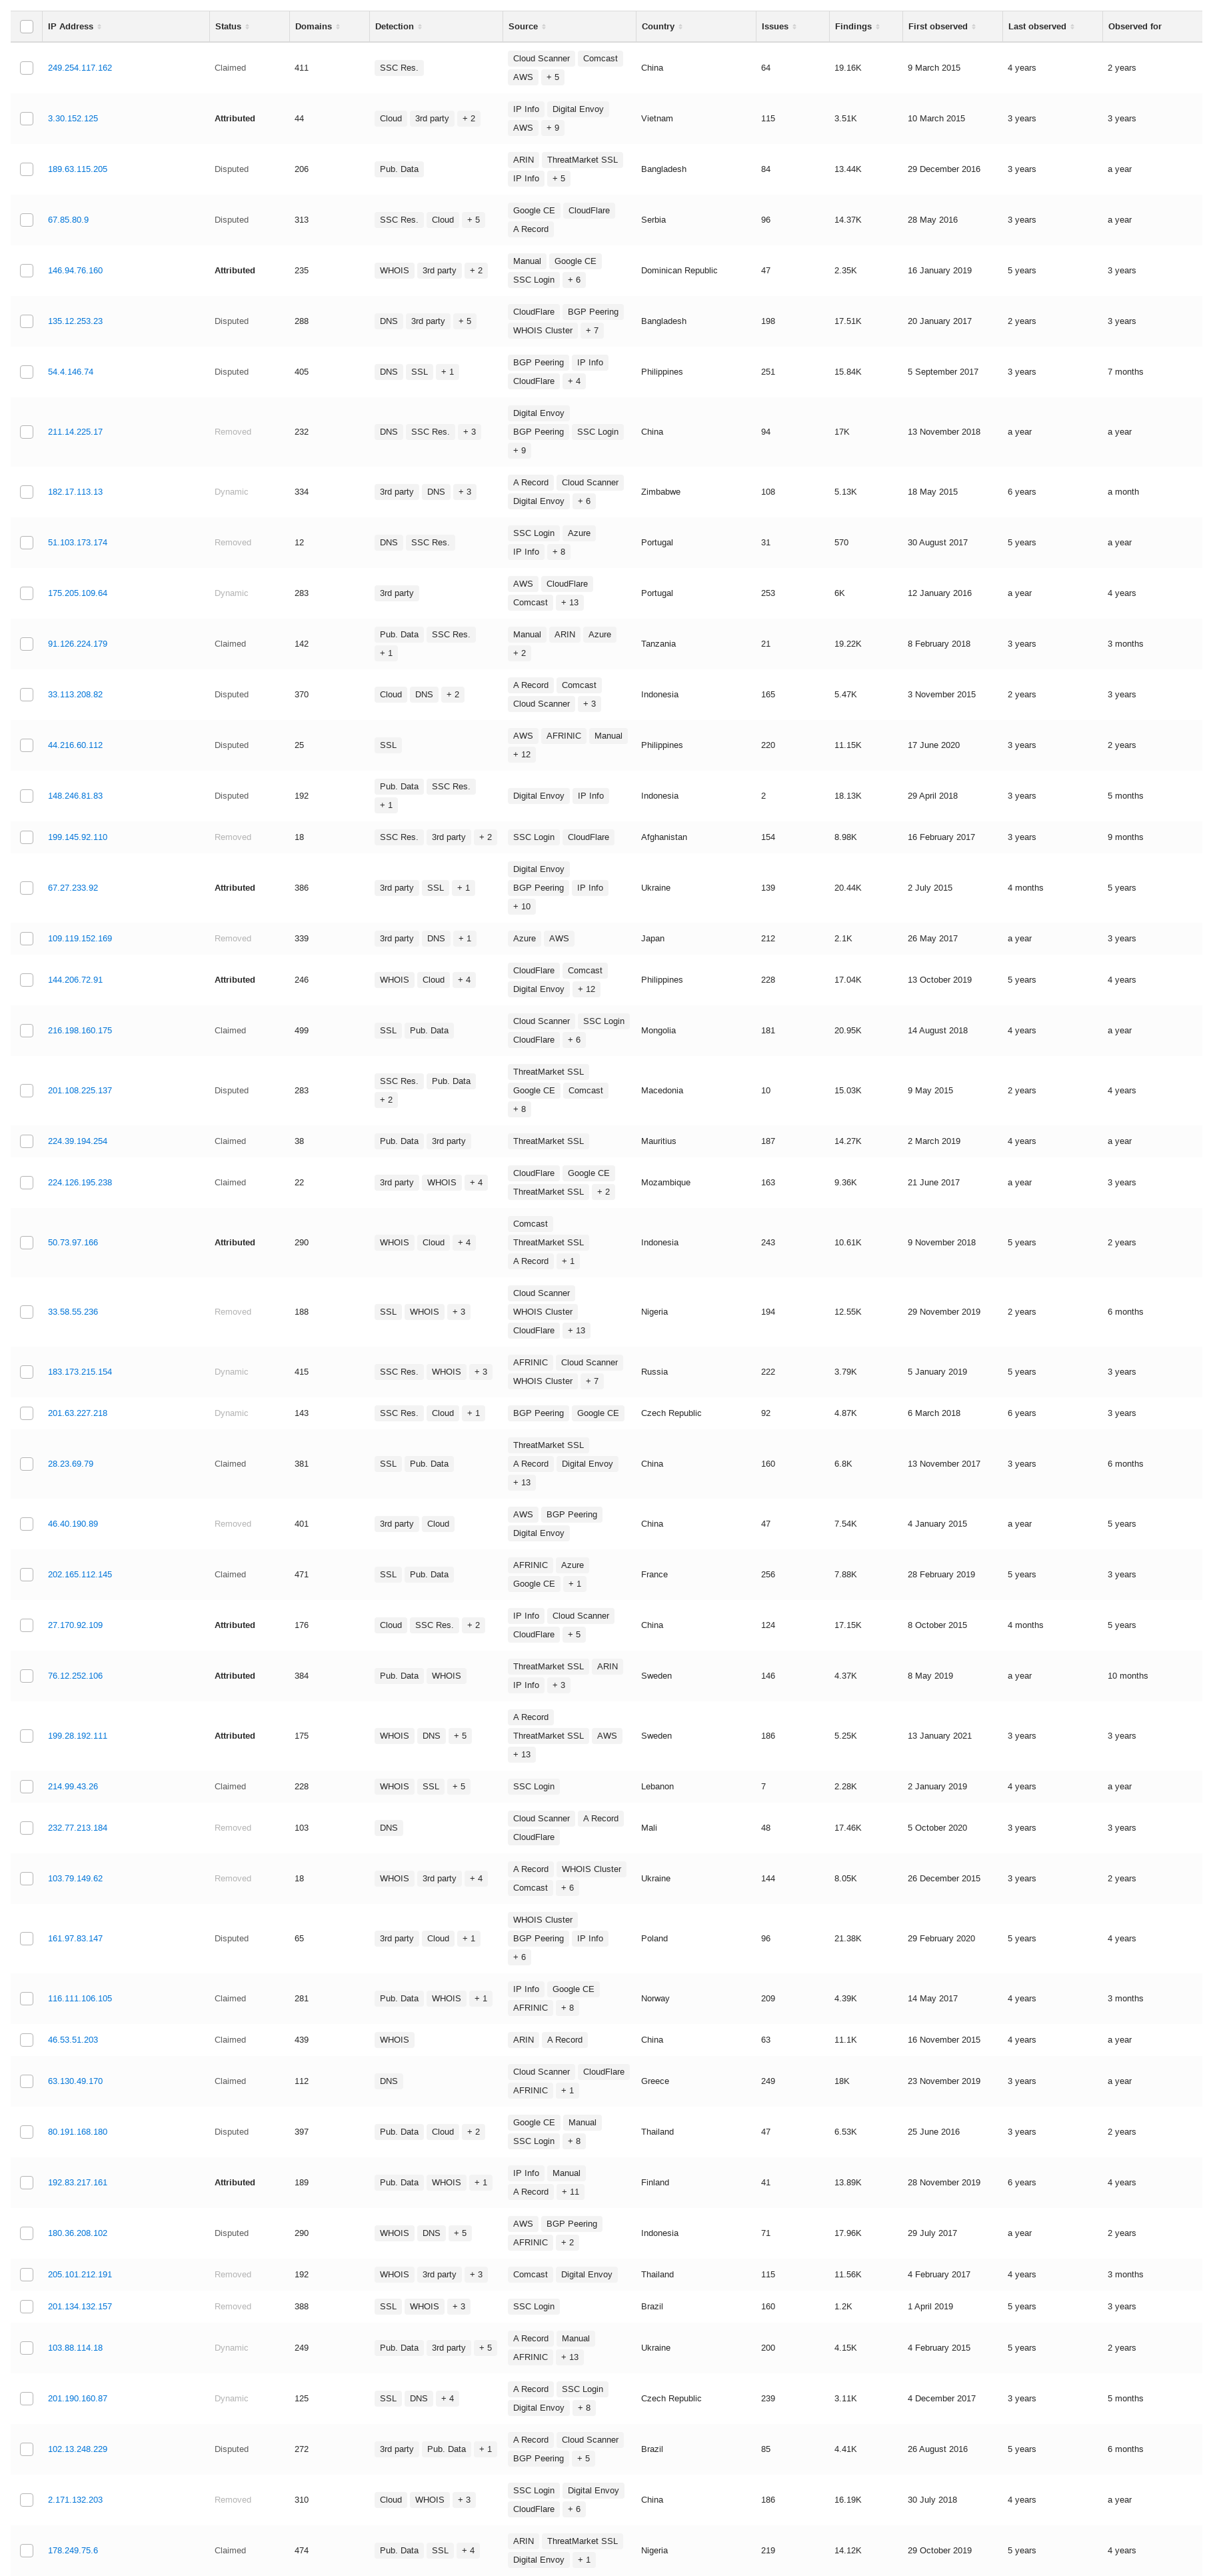 IP Address Status Domains Detection Source Country Issues Findings First observed Last observed Observed for
249.254.117.162 Claimed 411 SSC Res. Cloud Scanner Comcast AWS + 5 China 64 19.16K 9 March 2015 4 years 2 years
3.30.152.125 Attributed 44 Cloud 3rd party + 2 IP Info Digital Envoy AWS + 9 Vietnam 115 3.51K 10 March 2015 3 years 3 years
189.63.115.205 Disputed 206 Pub. Data ARIN ThreatMarket SSL IP Info + 5 Bangladesh 84 13.44K 29 December 2016 3 years a year
67.85.80.9 Disputed 313 SSC Res. Cloud + 5 Google CE CloudFlare A Record Serbia 96 14.37K 28 May 2016 3 years a year
146.94.76.160 Attributed 235 WHOIS 3rd party + 2 Manual Google CE SSC Login + 6 Dominican Republic 47 2.35K 16 January 2019 5 years 3 years
135.12.253.23 Disputed 288 DNS 3rd party + 5 CloudFlare BGP Peering WHOIS Cluster + 7 Bangladesh 198 17.51K 20 January 2017 2 years 3 years
54.4.146.74 Disputed 405 DNS SSL + 1 BGP Peering IP Info CloudFlare + 4 Philippines 251 15.84K 5 September 2017 3 years 7 months
211.14.225.17 Removed 232 DNS SSC Res. + 3 Digital Envoy BGP Peering SSC Login + 9 China 94 17K 13 November 2018 a year a year
182.17.113.13 Dynamic 334 3rd party DNS + 3 A Record Cloud Scanner Digital Envoy + 6 Zimbabwe 108 5.13K 18 May 2015 6 years a month
51.103.173.174 Removed 12 DNS SSC Res. SSC Login Azure IP Info + 8 Portugal 31 570 30 August 2017 5 years a year
175.205.109.64 Dynamic 283 3rd party AWS CloudFlare Comcast + 13 Portugal 253 6K 12 January 2016 a year 4 years
91.126.224.179 Claimed 142 Pub. Data SSC Res. + 1 Manual ARIN Azure + 2 Tanzania 21 19.22K 8 February 2018 3 years 3 months
33.113.208.82 Disputed 370 Cloud DNS + 2 A Record Comcast Cloud Scanner + 3 Indonesia 165 5.47K 3 November 2015 2 years 3 years
44.216.60.112 Disputed 25 SSL AWS AFRINIC Manual + 12 Philippines 220 11.15K 17 June 2020 3 years 2 years
148.246.81.83 Disputed 192 Pub. Data SSC Res. + 1 Digital Envoy IP Info Indonesia 2 18.13K 29 April 2018 3 years 5 months
199.145.92.110 Removed 18 SSC Res. 3rd party + 2 SSC Login CloudFlare Afghanistan 154 8.98K 16 February 2017 3 years 9 months
67.27.233.92 Attributed 386 3rd party SSL + 1 Digital Envoy BGP Peering IP Info + 10 Ukraine 139 20.44K 2 July 2015 4 months 5 years
109.119.152.169 Removed 339 3rd party DNS + 1 Azure AWS Japan 212 2.1K 26 May 2017 a year 3 years
144.206.72.91 Attributed 246 WHOIS Cloud + 4 CloudFlare Comcast Digital Envoy + 12 Philippines 228 17.04K 13 October 2019 5 years 4 years
216.198.160.175 Claimed 499 SSL Pub. Data Cloud Scanner SSC Login CloudFlare + 6 Mongolia 181 20.95K 14 August 2018 4 years a year
201.108.225.137 Disputed 283 SSC Res. Pub. Data + 2 ThreatMarket SSL Google CE Comcast + 8 Macedonia 10 15.03K 9 May 2015 2 years 4 years
224.39.194.254 Claimed 38 Pub. Data 3rd party ThreatMarket SSL Mauritius 187 14.27K 2 March 2019 4 years a year
224.126.195.238 Claimed 22 3rd party WHOIS + 4 CloudFlare Google CE ThreatMarket SSL + 2 Mozambique 163 9.36K 21 June 2017 a year 3 years
50.73.97.166 Attributed 290 WHOIS Cloud + 4 Comcast ThreatMarket SSL A Record + 1 Indonesia 243 10.61K 9 November 2018 5 years 2 years
33.58.55.236 Removed 188 SSL WHOIS + 3 Cloud Scanner WHOIS Cluster CloudFlare + 13 Nigeria 194 12.55K 29 November 2019 2 years 6 months
183.173.215.154 Dynamic 415 SSC Res. WHOIS + 3 AFRINIC Cloud Scanner WHOIS Cluster + 7 Russia 222 3.79K 5 January 2019 5 years 3 years
201.63.227.218 Dynamic 143 SSC Res. Cloud + 1 BGP Peering Google CE Czech Republic 92 4.87K 6 March 2018 6 years 3 years
28.23.69.79 Claimed 381 SSL Pub. Data ThreatMarket SSL A Record Digital Envoy + 13 China 160 6.8K 13 November 2017 3 years 6 months
46.40.190.89 Removed 401 3rd party Cloud AWS BGP Peering Digital Envoy China 47 7.54K 4 January 2015 a year 5 years
202.165.112.145 Claimed 471 SSL Pub. Data AFRINIC Azure Google CE + 1 France 256 7.88K 28 February 2019 5 years 3 years
27.170.92.109 Attributed 176 Cloud SSC Res. + 2 IP Info Cloud Scanner CloudFlare + 5 China 124 17.15K 8 October 2015 4 months 5 years
76.12.252.106 Attributed 384 Pub. Data WHOIS ThreatMarket SSL ARIN IP Info + 3 Sweden 146 4.37K 8 May 2019 a year 10 months
199.28.192.111 Attributed 175 WHOIS DNS + 5 A Record ThreatMarket SSL AWS + 13 Sweden 186 5.25K 13 January 2021 3 years 3 years
214.99.43.26 Claimed 228 WHOIS SSL + 5 SSC Login Lebanon 7 2.28K 2 January 2019 4 years a year
232.77.213.184 Removed 103 DNS Cloud Scanner A Record CloudFlare Mali 48 17.46K 5 October 2020 3 years 3 years
103.79.149.62 Removed 18 WHOIS 3rd party + 4 A Record WHOIS Cluster Comcast + 6 Ukraine 144 8.05K 26 December 2015 3 years 2 years
161.97.83.147 Disputed 65 3rd party Cloud + 1 WHOIS Cluster BGP Peering IP Info + 6 Poland 96 21.38K 29 February 2020 5 years 4 years
116.111.106.105 Claimed 281 Pub. Data WHOIS + 1 IP Info Google CE AFRINIC + 8 Norway 209 4.39K 14 May 2017 4 years 3 months
46.53.51.203 Claimed 439 WHOIS ARIN A Record China 63 11.1K 16 November 2015 4 years a year
63.130.49.170 Claimed 112 DNS Cloud Scanner CloudFlare AFRINIC + 1 Greece 249 18K 23 November 2019 3 years a year
80.191.168.180 Disputed 397 Pub. Data Cloud + 2 Google CE Manual SSC Login + 8 Thailand 47 6.53K 25 June 2016 3 years 2 years
192.83.217.161 Attributed 189 Pub. Data WHOIS + 1 IP Info Manual A Record + 11 Finland 41 13.89K 28 November 2019 6 years 4 years
180.36.208.102 Disputed 290 WHOIS DNS + 5 AWS BGP Peering AFRINIC + 2 Indonesia 71 17.96K 29 July 2017 a year 2 years
205.101.212.191 Removed 192 WHOIS 3rd party + 3 Comcast Digital Envoy Thailand 115 11.56K 4 February 2017 4 years 3 months
201.134.132.157 Removed 388 SSL WHOIS + 3 SSC Login Brazil 160 1.2K 1 April 2019 5 years 3 years
103.88.114.18 Dynamic 249 Pub. Data 3rd party + 5 A Record Manual AFRINIC + 13 Ukraine 200 4.15K 4 February 2015 5 years 2 years
201.190.160.87 Dynamic 125 SSL DNS + 4 A Record SSC Login Digital Envoy + 8 Czech Republic 239 3.11K 4 December 2017 3 years 5 months
102.13.248.229 Disputed 272 3rd party Pub. Data + 1 A Record Cloud Scanner BGP Peering + 5 Brazil 85 4.41K 26 August 2016 5 years 6 months
2.171.132.203 Removed 310 Cloud WHOIS + 3 SSC Login Digital Envoy CloudFlare + 6 China 186 16.19K 30 July 2018 4 years a year
178.249.75.6 Claimed 474 Pub. Data SSL + 4 ARIN ThreatMarket SSL Digital Envoy + 1 Nigeria 219 14.12K 29 October 2019 5 years 4 years